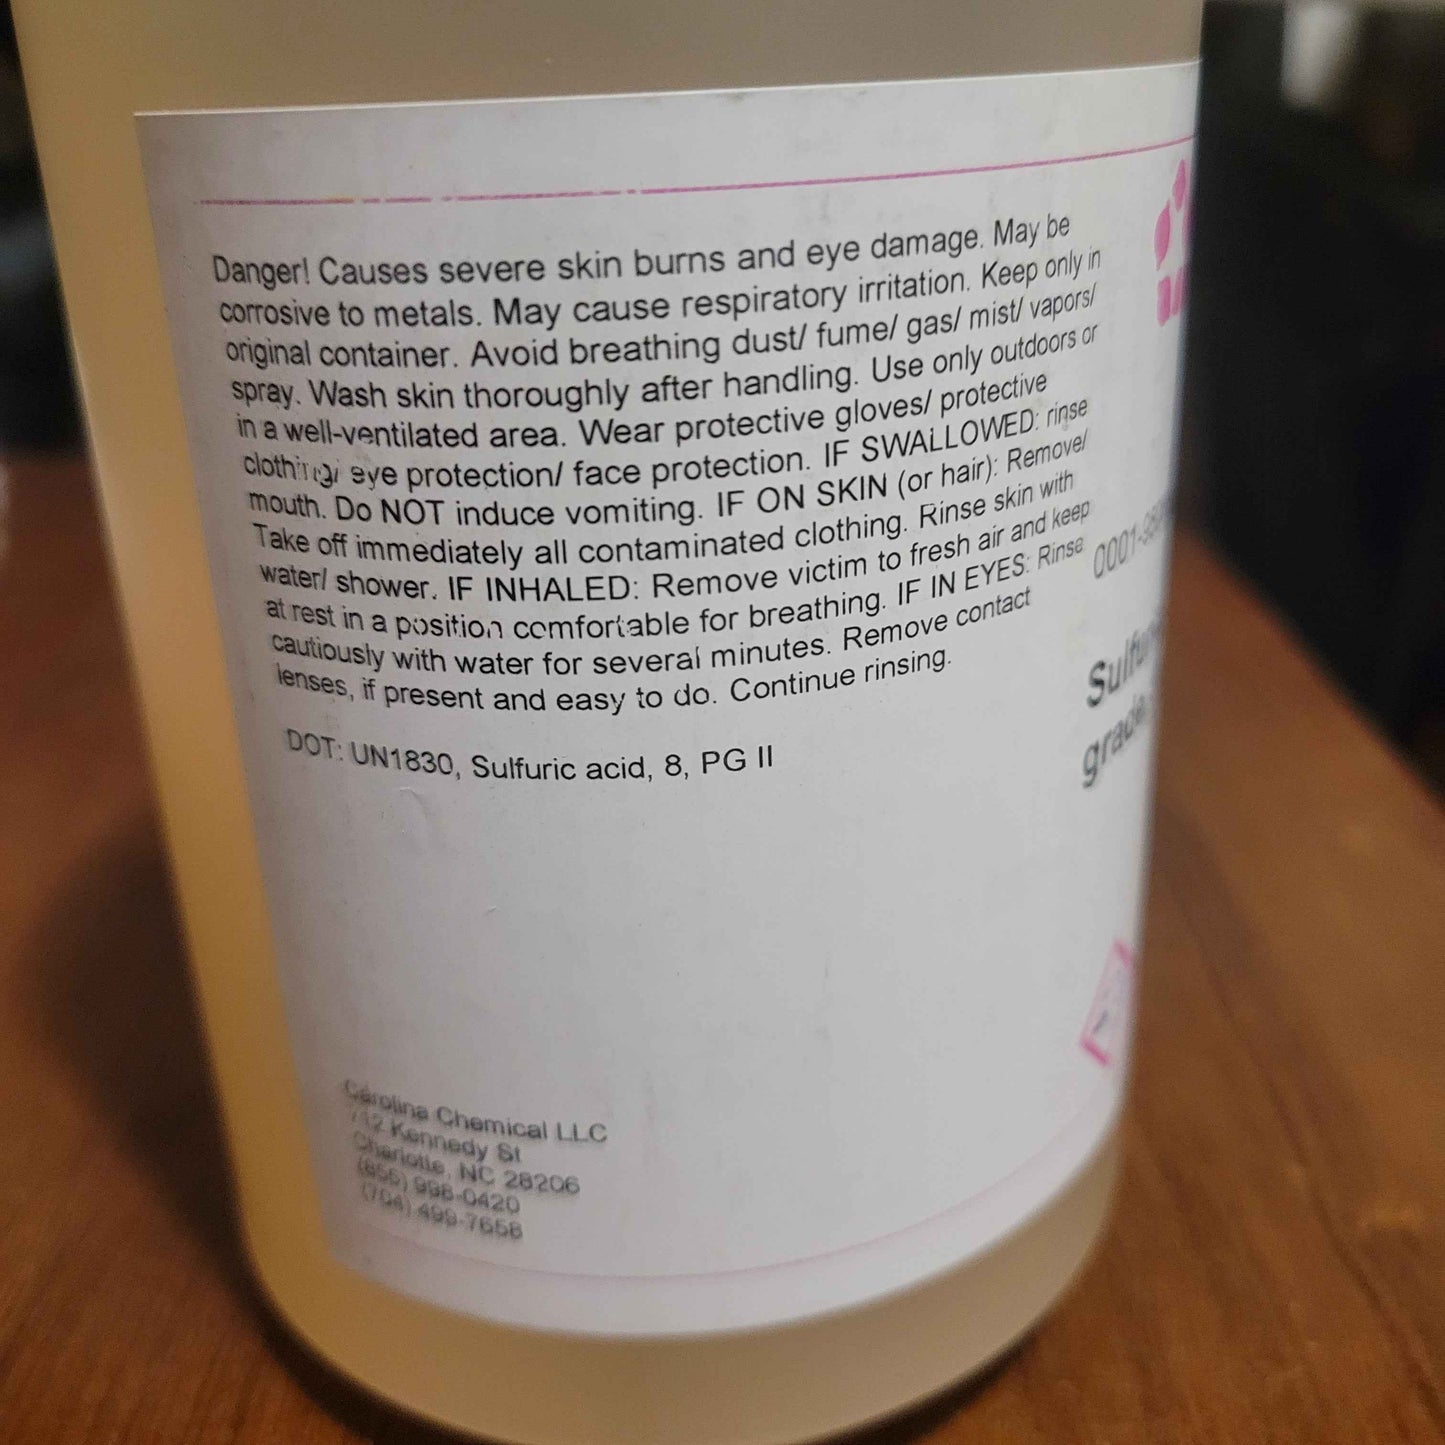 Danger! Causes severe skin burns and eye damage. May be
corrosive to metals. May cause respiratory irritation. Keep only in
original container. Avoid breathing dust/ fume/ gas/ mist/ vapors/
spray. Wash skin thoroughly after handling. Use only outdoors or
in a well-ventilated area. Wear protective gloves/ protective
clothing/ eye protection/ face protection. IF SWALLOWED: rinse
mouth. Do NOT induce vomiting. IF ON SKIN (or hair): Remove/
Take off immediately all contaminated clothing. Rinse skin with
water/ shower. IF INHALED: Remove victim to fresh air and keep
at rest in a position comfortable for breathing. IF IN EYES: Rinse
cautiously with water for several minutes. Remove contact
lenses, if present and easy to do. Continue rinsing.
DOT: UN1830, Sulfuric acid, 8, PG II
Carolina Chemical LLC
Kennedy St
Charlotte, NC 28206
998-0420
(704) 499-7658
grade